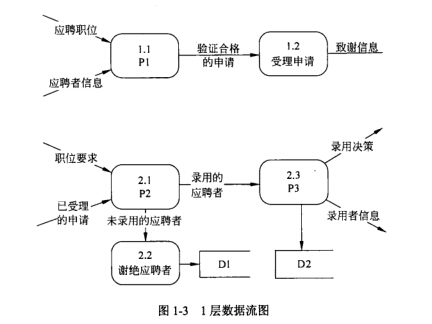 应聘职位
应聘者信息
1.1
P1
验证合格
的申请
1.2
受理申请
致谢信息
职位要求
已受理
的申请
2.1
P2
录用的
应聘者
2.3
P3
录用决策
录用者信息
未录用的应聘者
2.2
谢绝应聘者
D1
D2
图 1-3 1 层数据流图